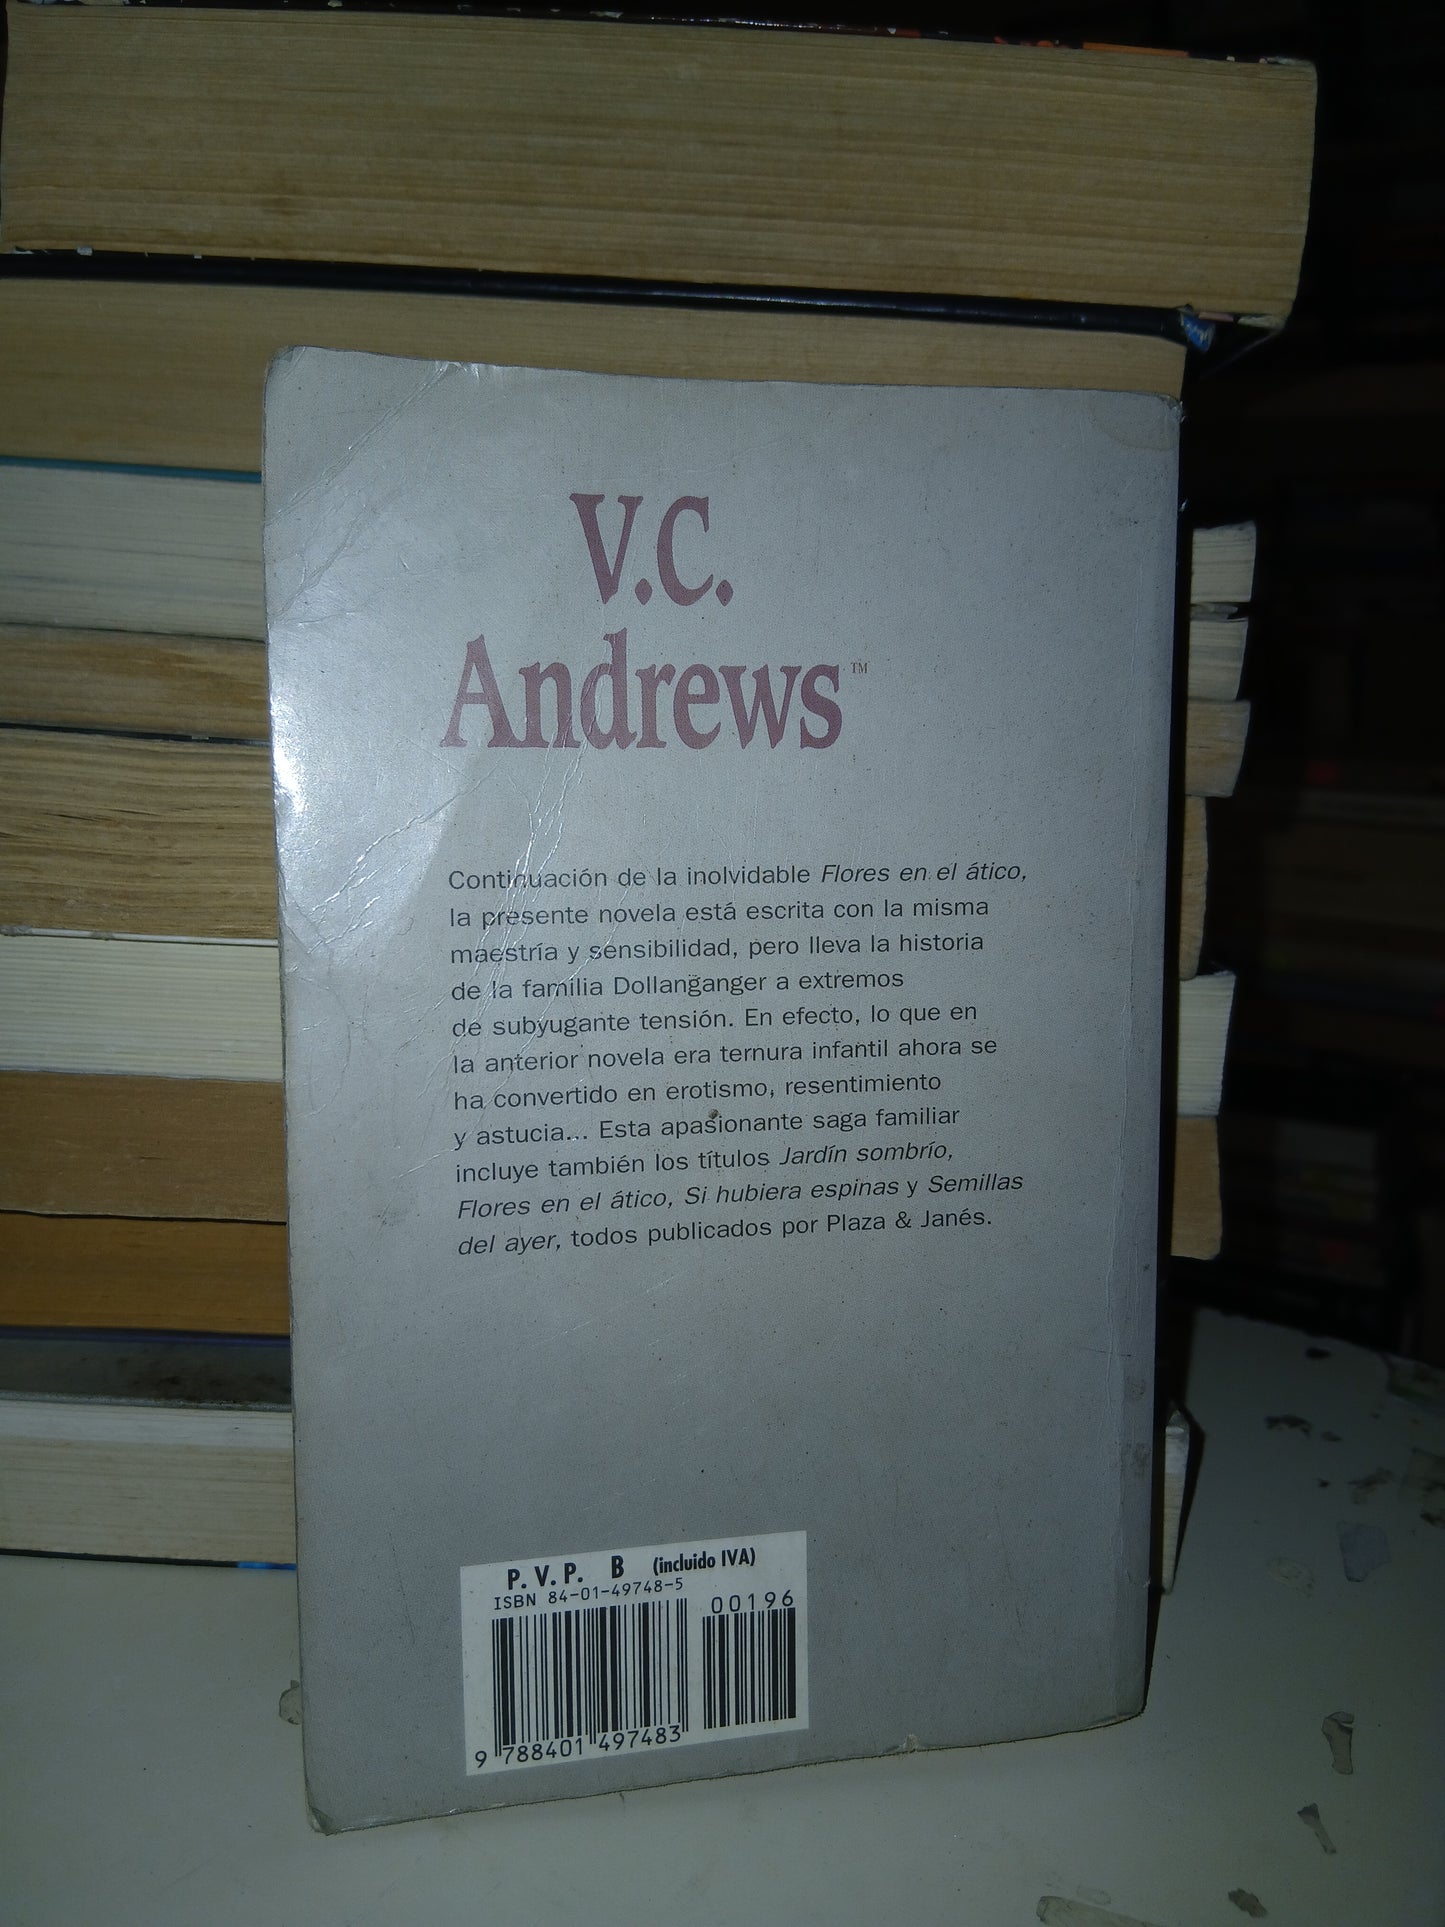 V.C.
Andrews™
Continuación de la inolvidable Flores en el ático,
la presente novela está escrita con la misma
maestría y sensibilidad, pero lleva la historia
de la familia Dollanganger a extremos
de subyugante tensión. En efecto, lo que en
la anterior novela era ternura infantil ahora se
ha convertido en erotismo, resentimiento
y astucia... Esta apasionante saga familiar
incluye también los títulos Jardín sombrío,
Flores en el ático, Si hubiera espinas y Semillas
del ayer, todos publicados por Plaza & Janés.
P.V.P. B (incluido IVA)
ISBN 84-01-49748-5
00196
9 788401 497483